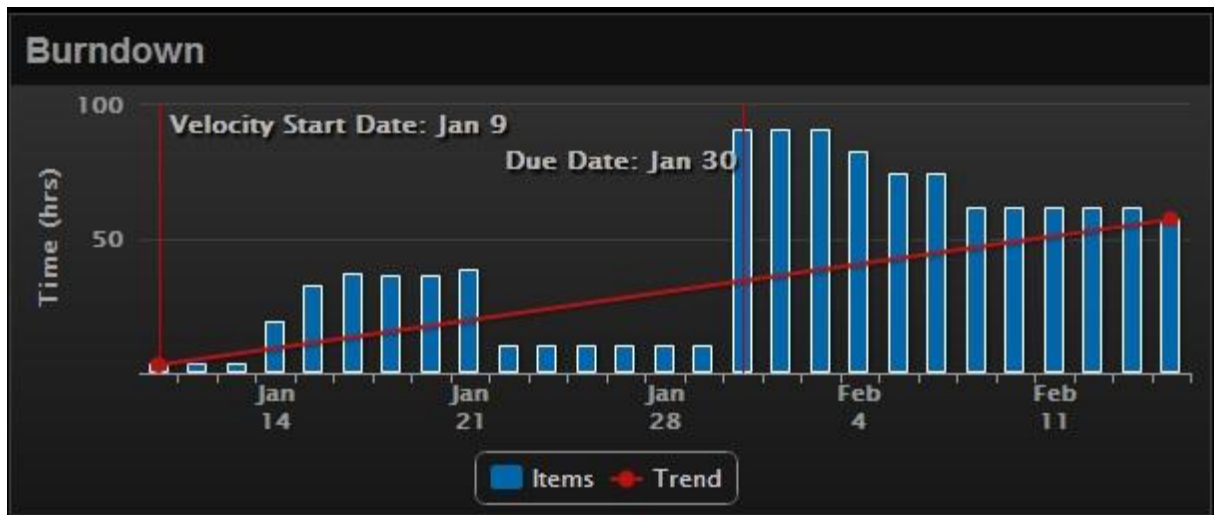 Burndown
100
Velocity Start Date: Jan 9
Due Date: Jan 30
Time (hrs)
50
Jan 14
Jan 21
Jan 28
Feb 4
Feb 11
Items
Trend